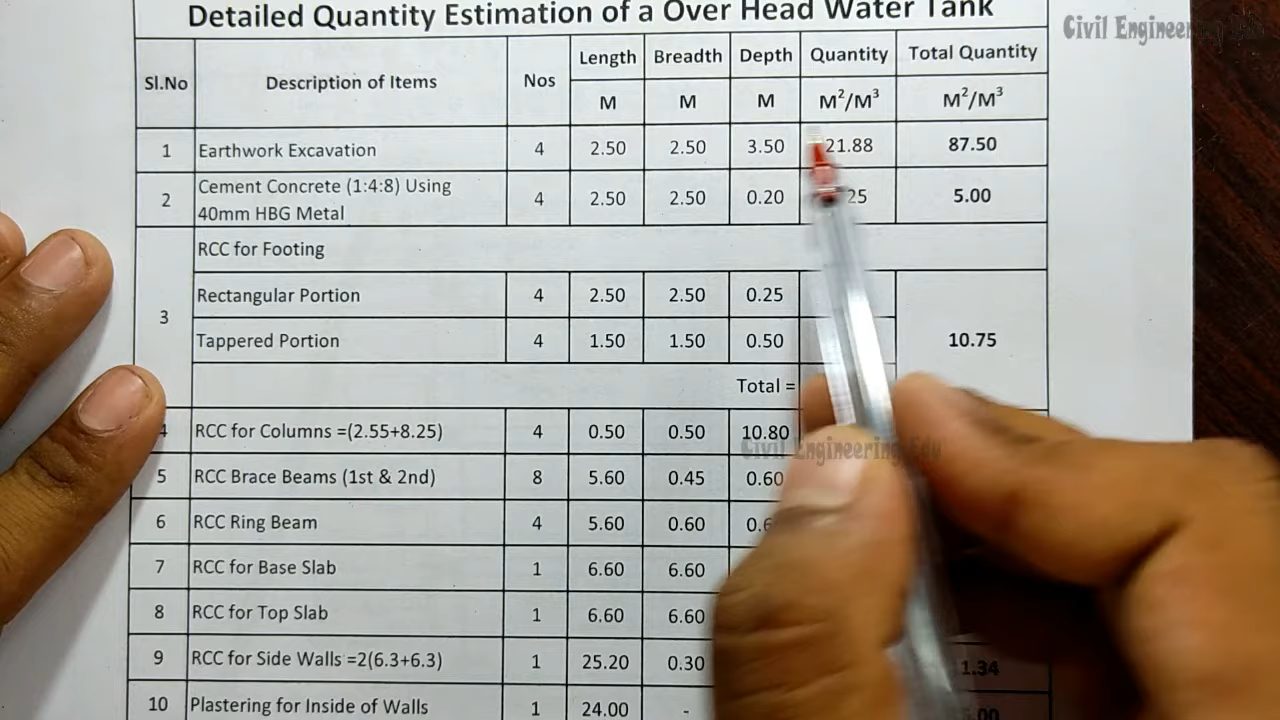 Detailed Quantity Estimation of a Over Head Water Tank
Civil Engineering Edu
Sl.No Description of Items Nos Length Breadth Depth Quantity Total Quantity
M M M M²/M³ M²/M³
1 Earthwork Excavation 4 2.50 2.50 3.50 21.88 87.50
2 Cement Concrete (1:4:8) Using
40mm HBG Metal 4 2.50 2.50 0.20 25 5.00
3 RCC for Footing
Rectangular Portion 4 2.50 2.50 0.25
Tappered Portion 4 1.50 1.50 0.50 10.75
Total =
4 RCC for Columns =(2.55+8.25) 4 0.50 0.50 10.80
Civil Engineering Edu
5 RCC Brace Beams (1st & 2nd) 8 5.60 0.45 0.60
6 RCC Ring Beam 4 5.60 0.60
7 RCC for Base Slab 1 6.60 6.60
8 RCC for Top Slab 1 6.60 6.60
9 RCC for Side Walls =2(6.3+6.3) 1 25.20 0.30 1.34
10 Plastering for Inside of Walls 1 24.00 -